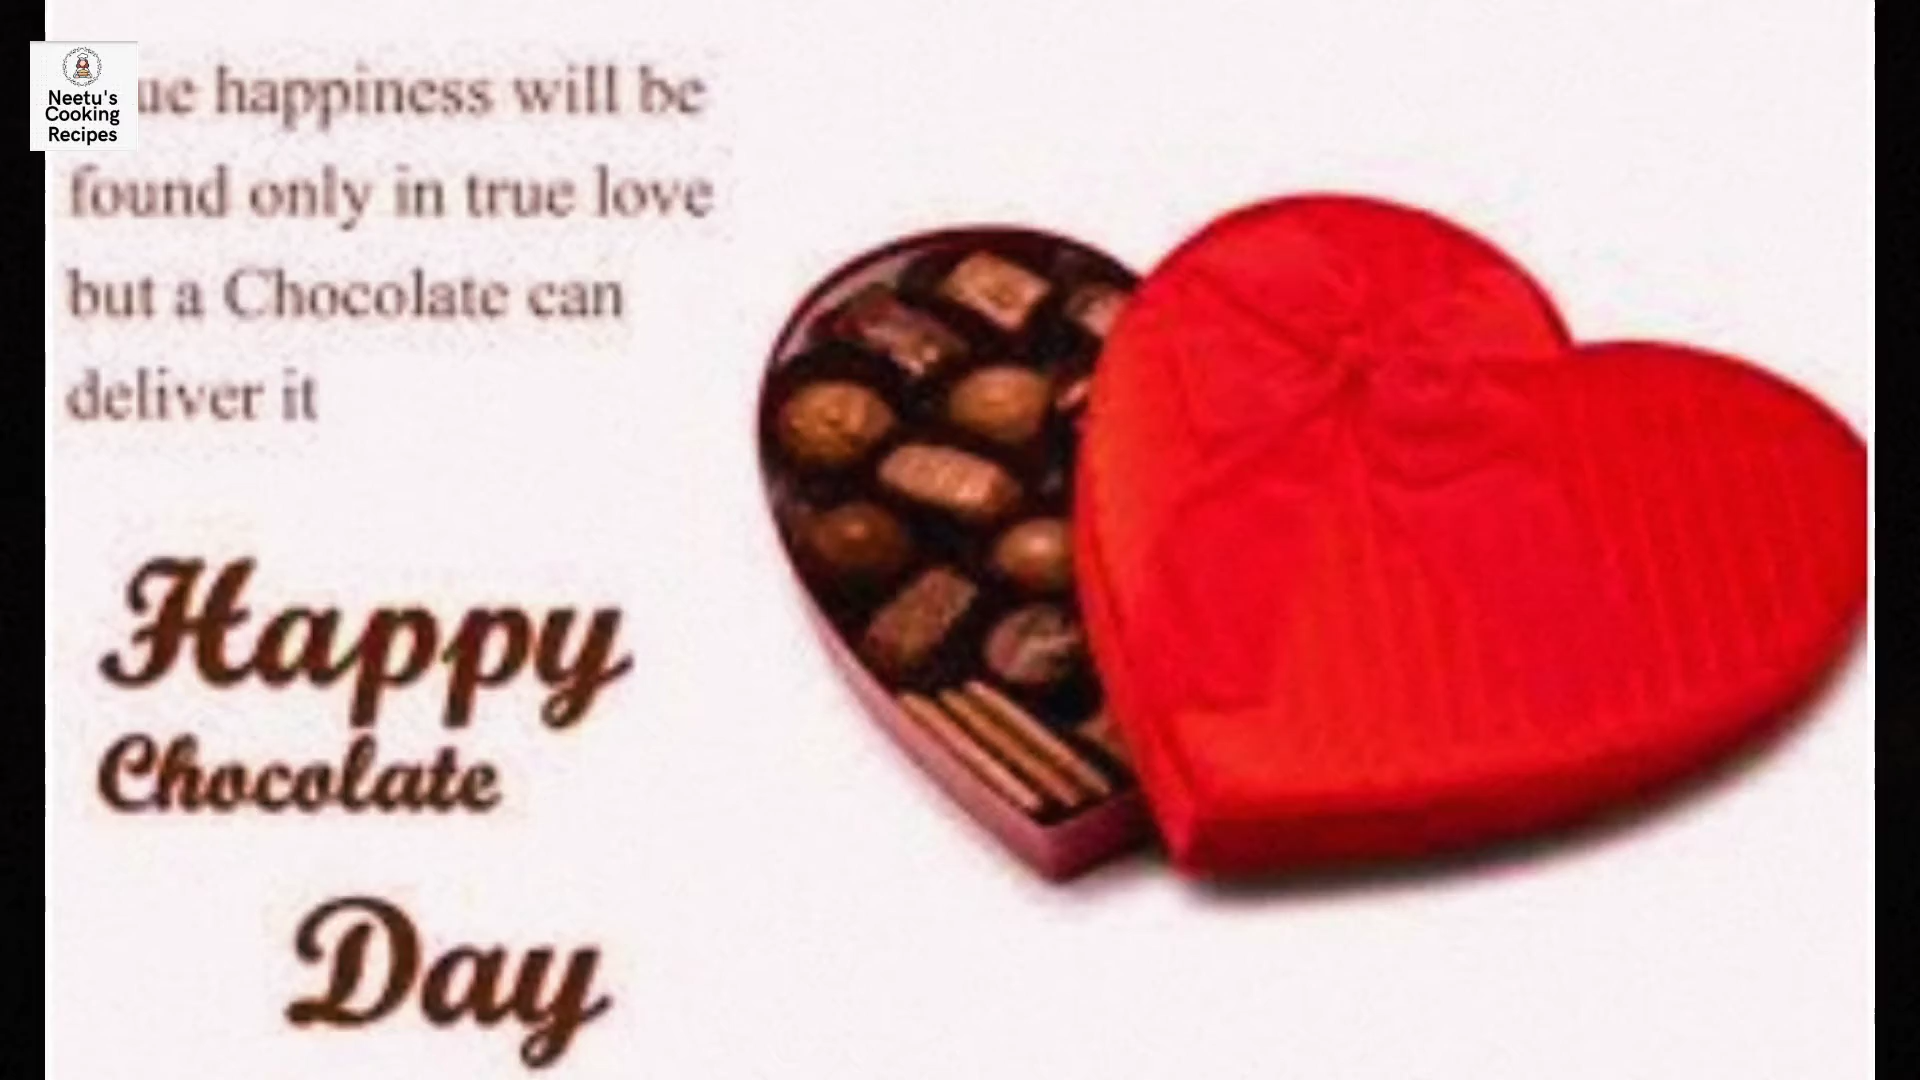 Neetu's
Cooking
Recipes
ue happiness will be
found only in true love
but a Chocolate can
deliver it
Happy
Chocolate
Day